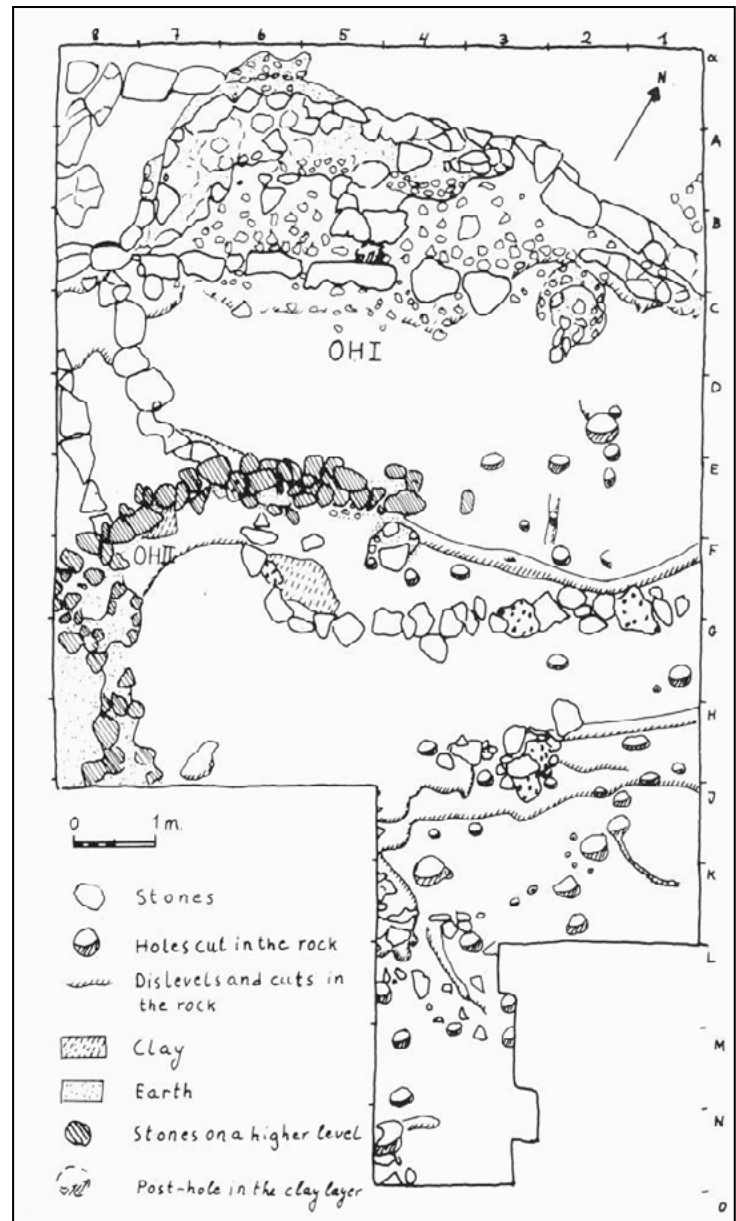 8 7 6 5 4 3 2 1
α
N
A
B
C
OHI
D
E
F
OHII
G
H
J
0 1 m.
K
Stones
Holes cut in the rock
L
Dislevels and cuts in
the rock
M
Clay
Earth
N
Stones on a higher level
Post-hole in the clay layer
O